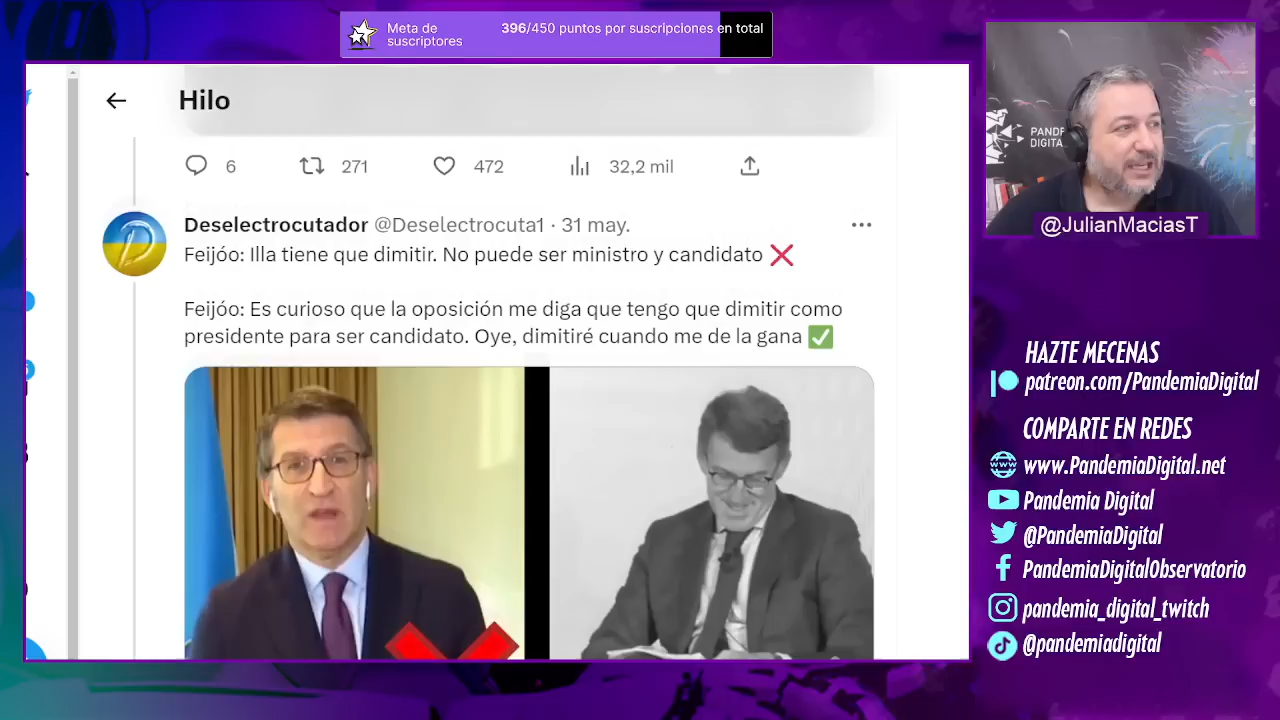 Meta de
suscriptores
396/450 puntos por suscripciones en total
Hilo
6 271 472 32,2 mil
Deselectrocutador @Deselectrocuta1 · 31 may.
Feijóo: Illa tiene que dimitir. No puede ser ministro y candidato ❌
Feijóo: Es curioso que la oposición me diga que tengo que dimitir como
presidente para ser candidato. Oye, dimitiré cuando me de la gana ✅
DIGITA
@JulianMaciasT
HAZTE MECENAS
patreon.com/PandemiaDigital
COMPARTE EN REDES
www.PandemiaDigital.net
Pandemia Digital
@PandemiaDigital
PandemiaDigitalObservatorio
pandemia_digital_twitch
@pandemiadigital